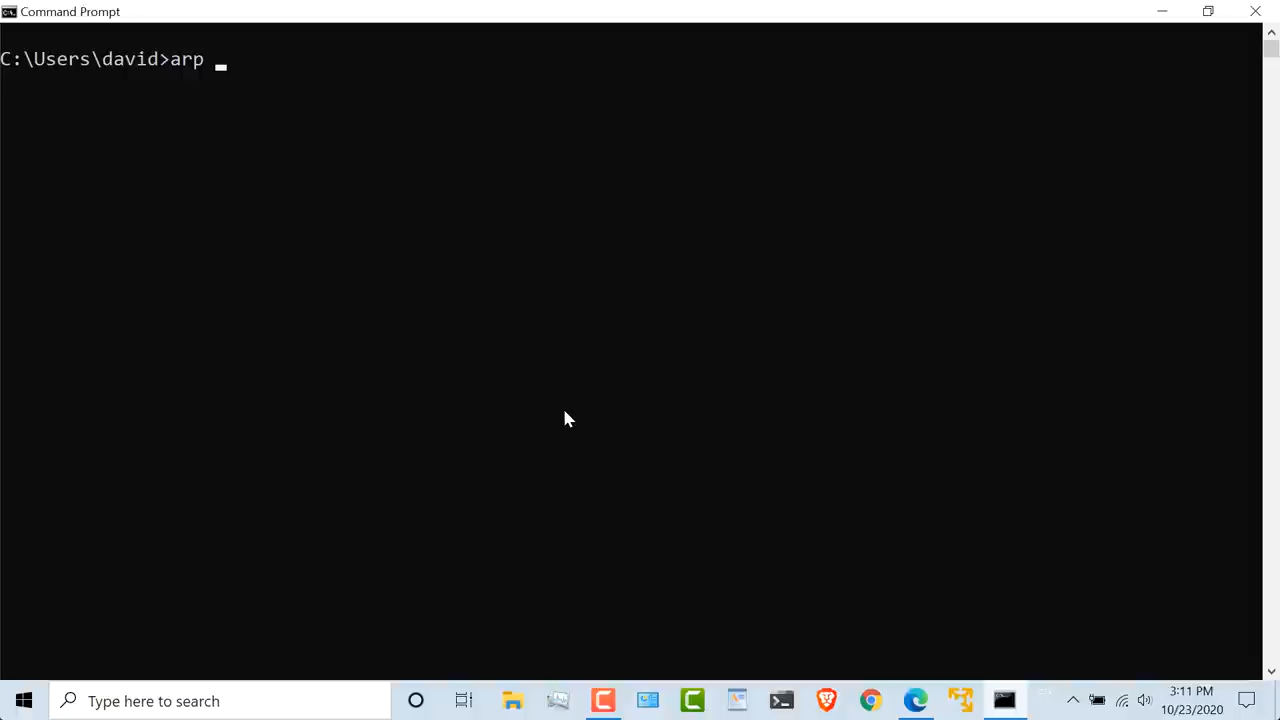 Command Prompt
C:\Users\david>arp
Type here to search
3:11 PM
10/23/2020